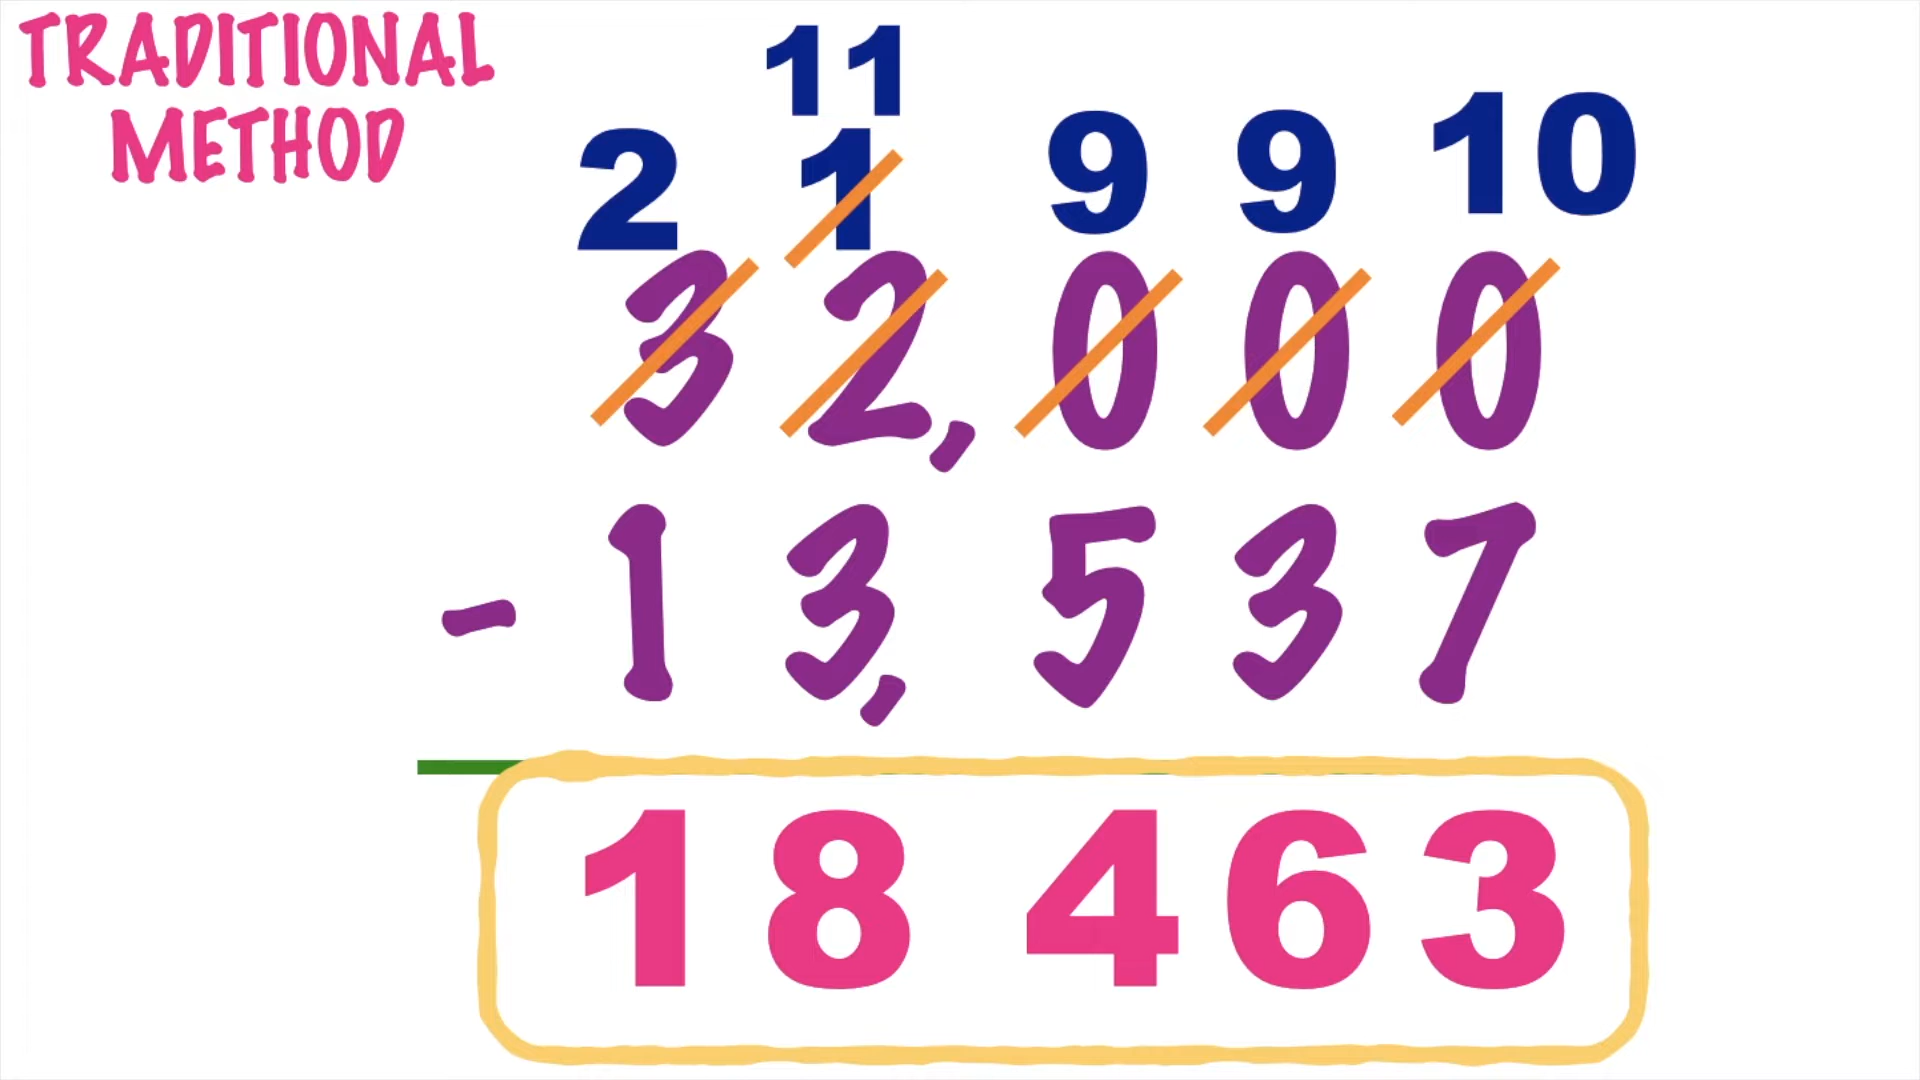 TRADITIONAL
METHOD
11
2 1 9 9 10
32,000
- 13,537
18 463